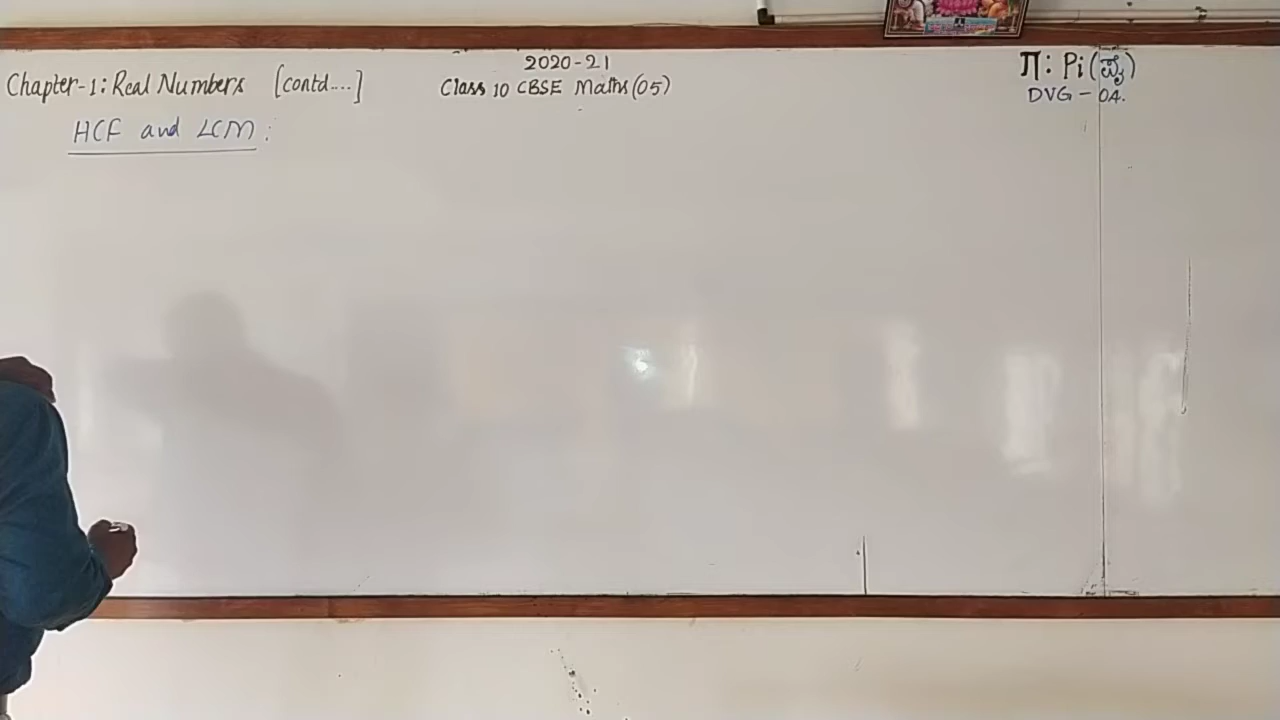 2020-21
Chapter-1: Real Numbers [contd....] Class 10 CBSE Maths (05) Π: Pi (ಪೈ)
DVG - 04.
HCF and LCM: